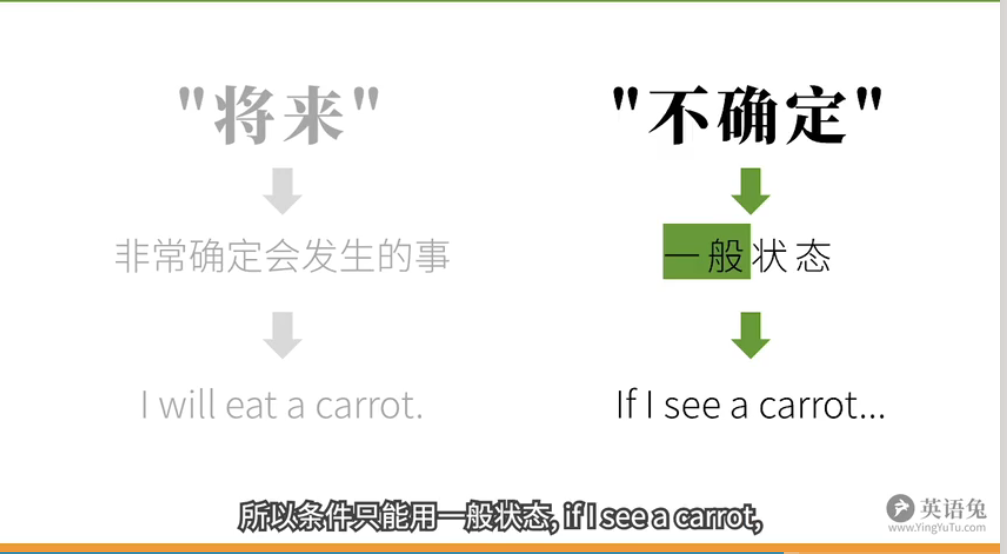 "将来"
"不确定"
非常确定会发生的事
一般状态
I will eat a carrot.
If I see a carrot...
所以条件只能用一般状态, if I see a carrot,
英语兔
www.YingYuTu.com